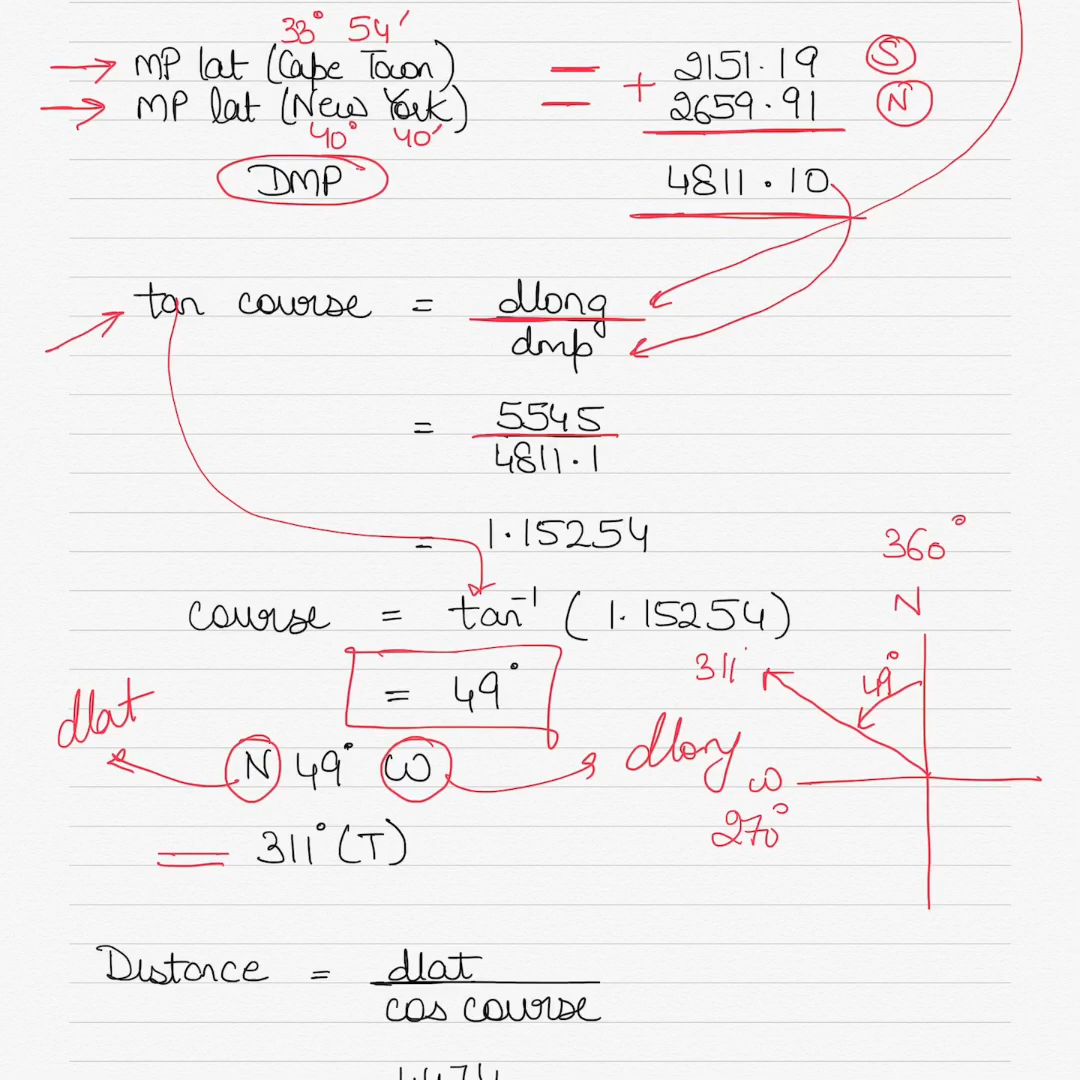 33° 54'
MP lat (Cape Town) = 2151.19 S
MP lat (New York) = + 2659.91 N
40° 40'
DMP 4811.10
tan course = dlong
dmp
= 5545
4811.1
= 1.15254
360°
N
course = tan⁻¹ (1.15254)
= 49°
311°
49°
dlat
N 49° W
dlong
W
270°
= 311° (T)
Distance = dlat
cos course
4474